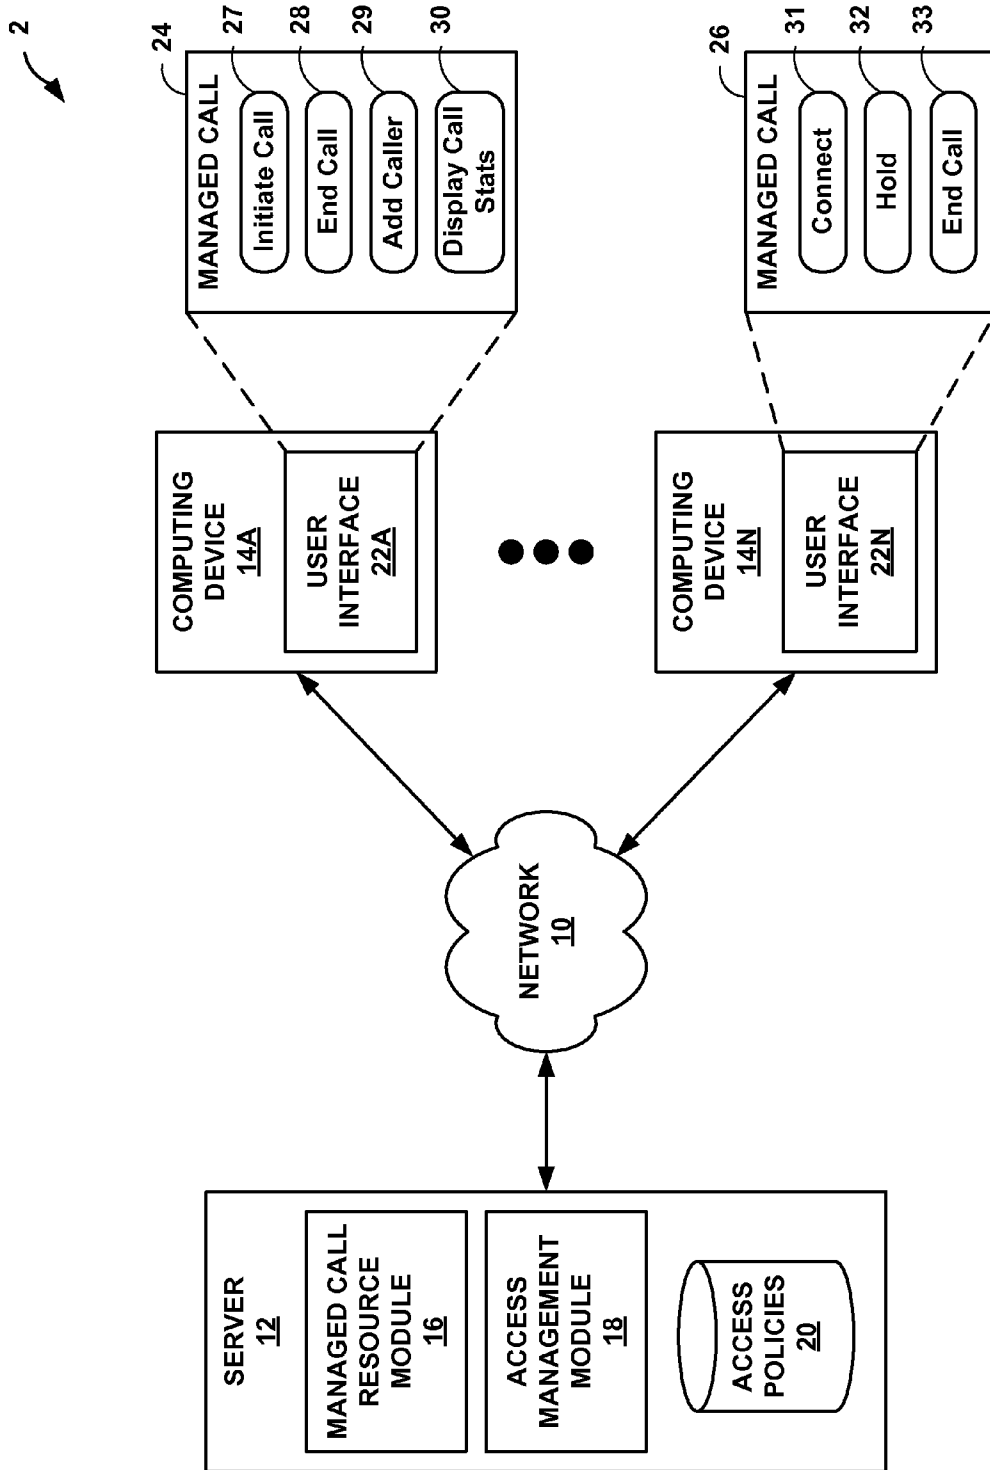 2
SERVER
12
MANAGED CALL
RESOURCE
MODULE
16
ACCESS
MANAGEMENT
MODULE
18
ACCESS
POLICIES
20
NETWORK
10
COMPUTING
DEVICE
14A
USER
INTERFACE
22A
COMPUTING
DEVICE
14N
USER
INTERFACE
22N
24
MANAGED CALL
27
Initiate Call
28
End Call
29
Add Caller
30
Display Call
Stats
26
MANAGED CALL
31
Connect
32
Hold
33
End Call